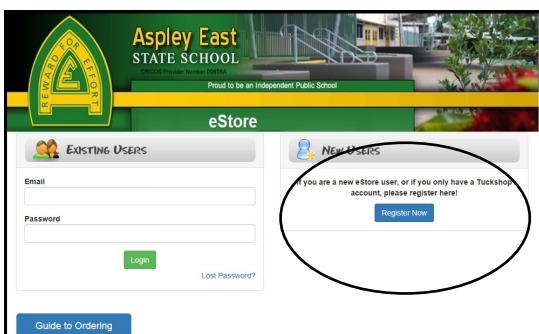 REWARD FOR EFFORT
Aspley East
STATE SCHOOL
Proud to be an Independent Public School
eStore
EXISTING USERS
NEW USERS
Email
If you are a new eStore user, or if you only have a Tuckshop
account, please register here!
Register Now
Password
Login
Lost Password?
Guide to Ordering